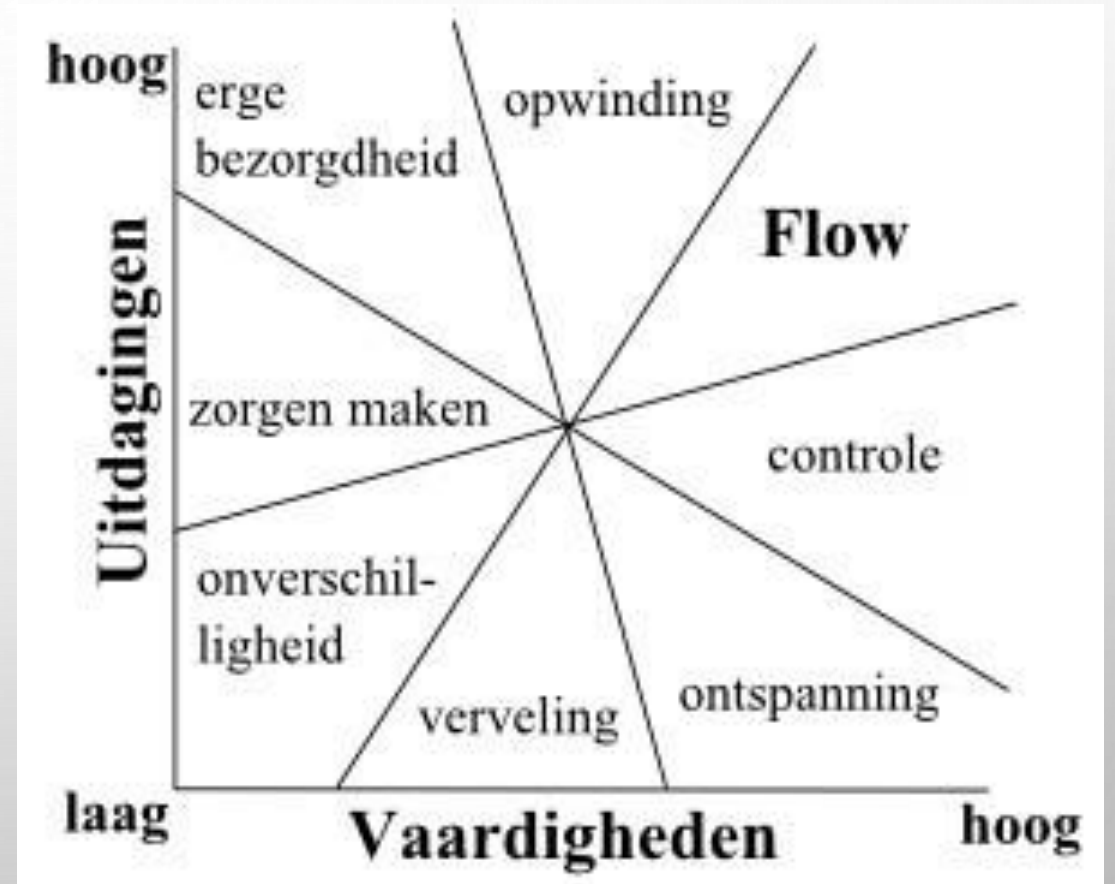 hoog
erge
bezorgdheid
opwinding
Flow
Uitdagingen
zorgen maken
controle
onverschil-
ligheid
verveling
ontspanning
laag
Vaardigheden
hoog